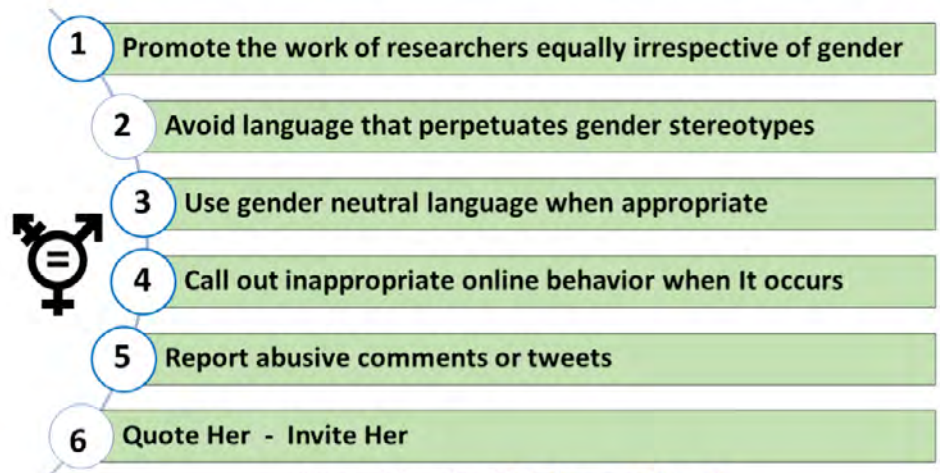 1 Promote the work of researchers equally irrespective of gender
2 Avoid language that perpetuates gender stereotypes
3 Use gender neutral language when appropriate
4 Call out inappropriate online behavior when It occurs
5 Report abusive comments or tweets
6 Quote Her - Invite Her